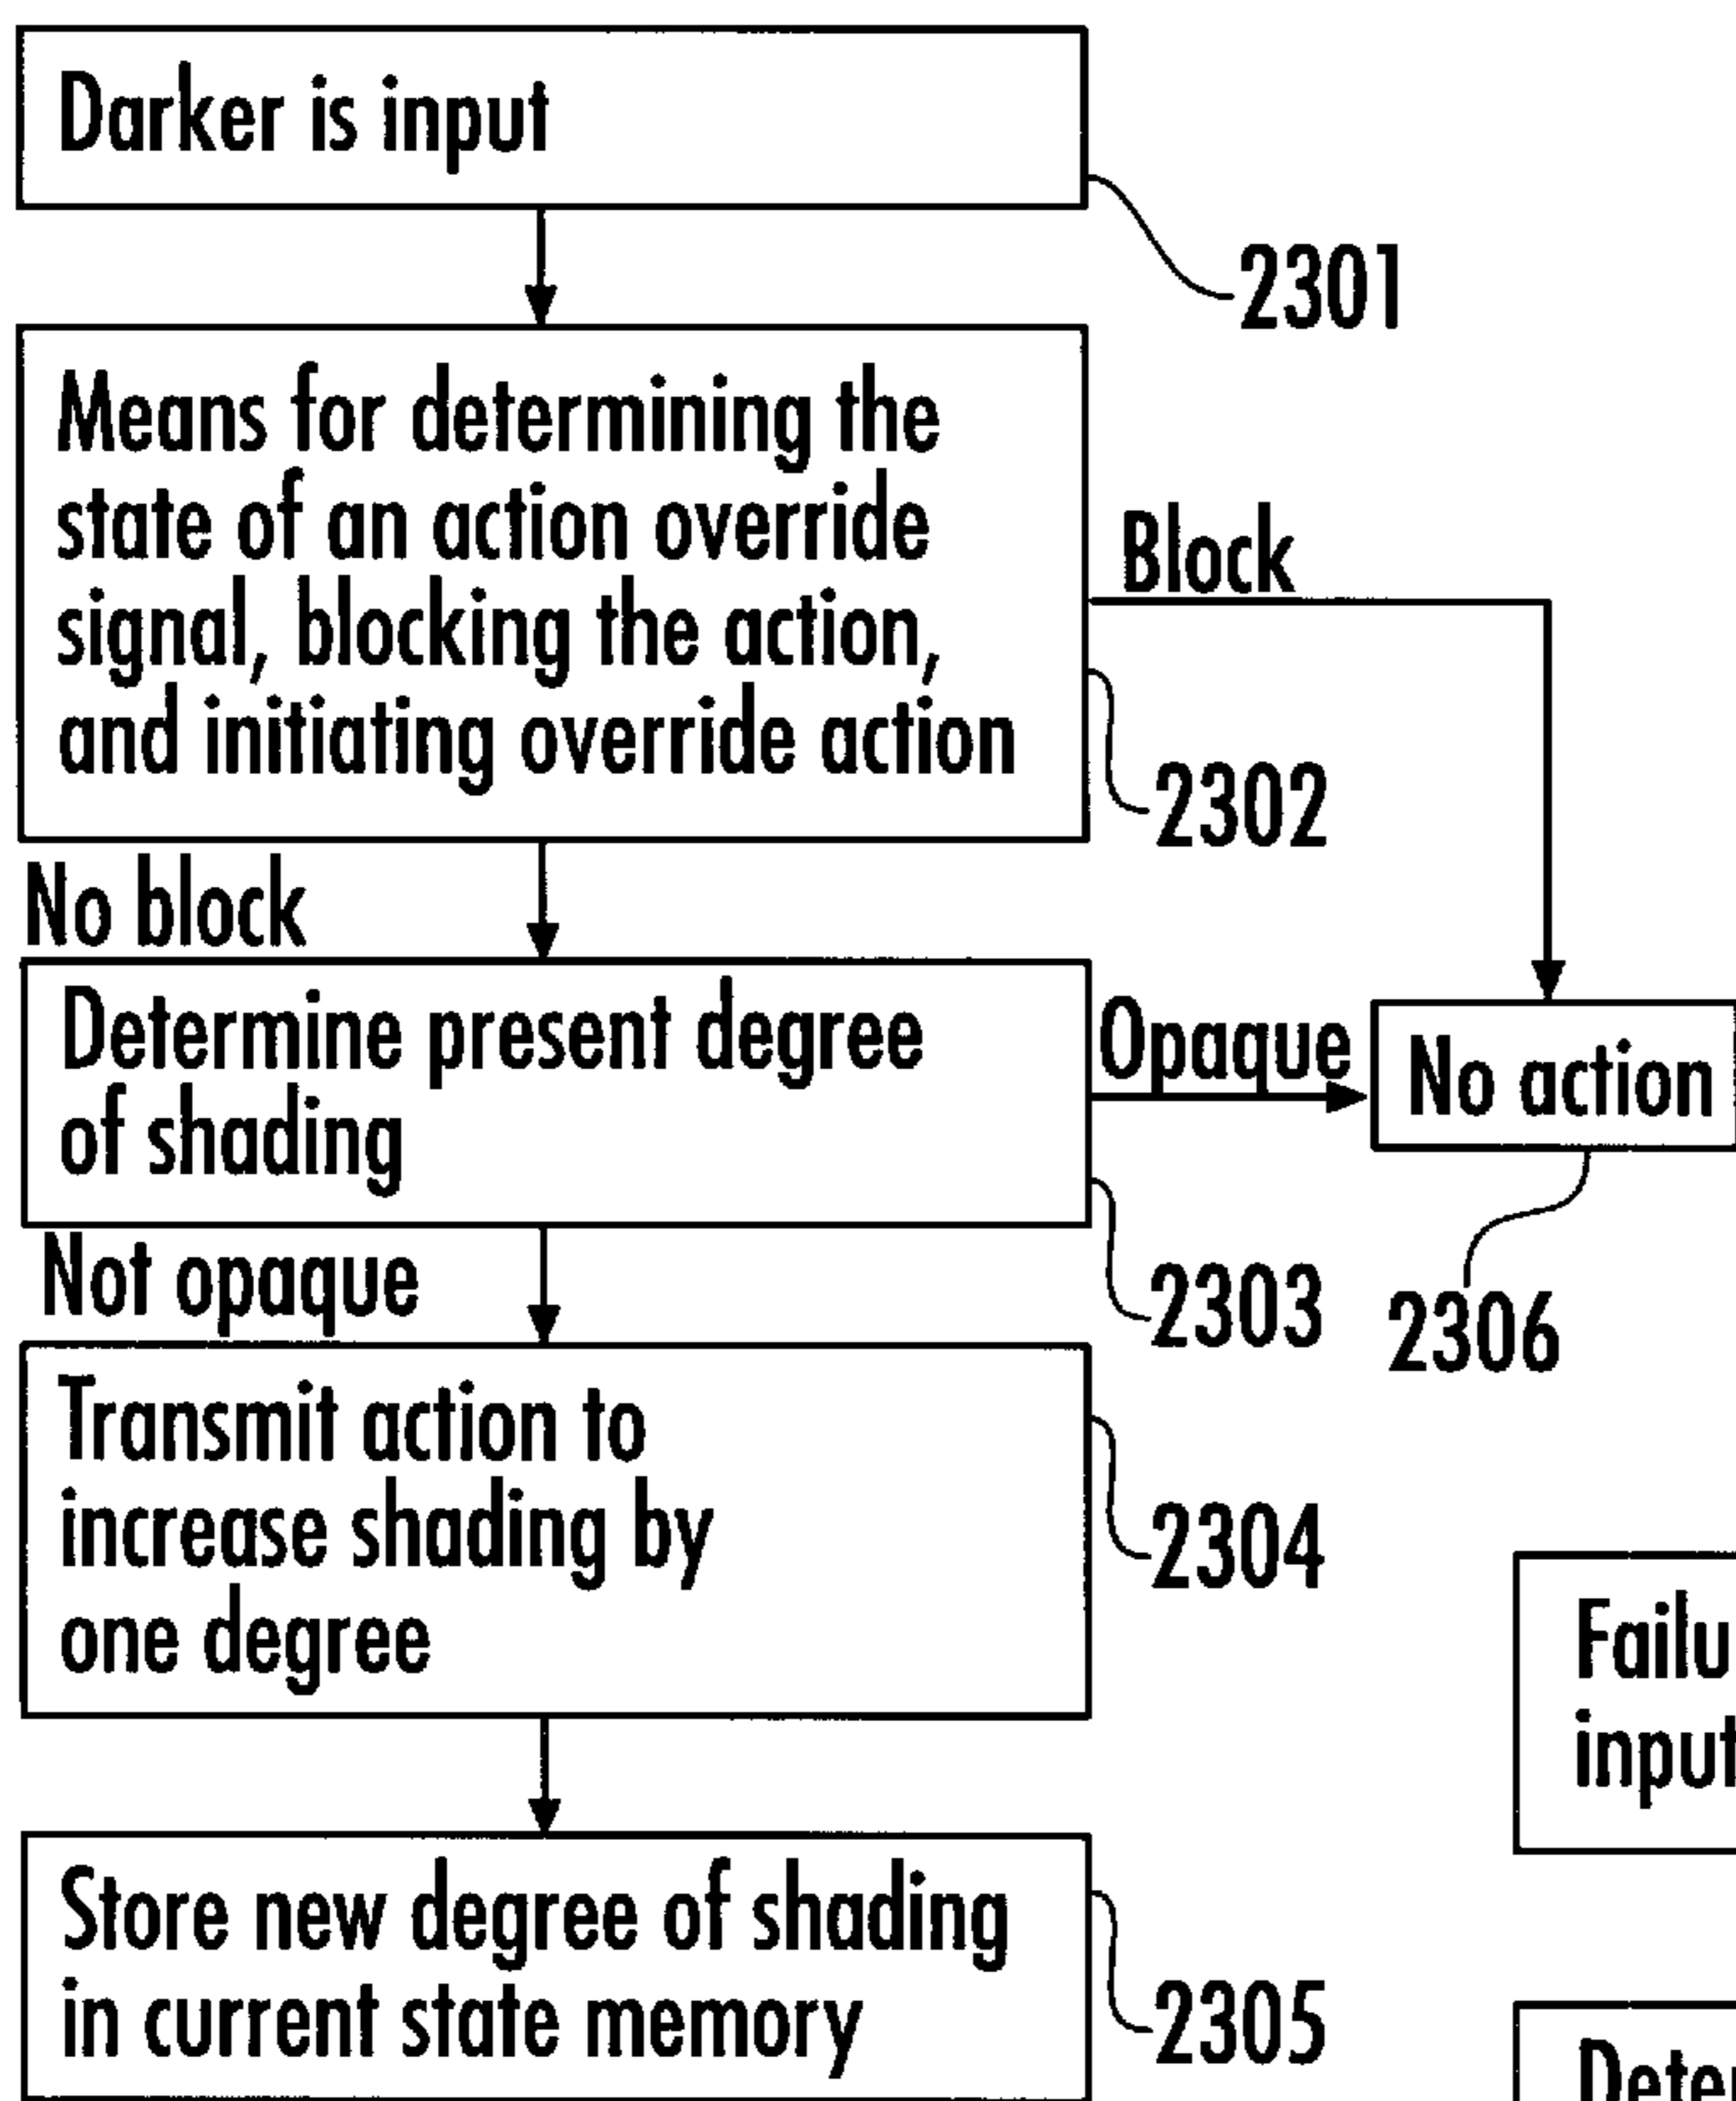 Darker is input
2301
Means for determining the
state of an action override
signal, blocking the action,
and initiating override action
Block
2302
No block
Determine present degree
of shading
Opaque
No action
2303
2306
Not opaque
Transmit action to
increase shading by
one degree
2304
Store new degree of shading
in current state memory
2305
input